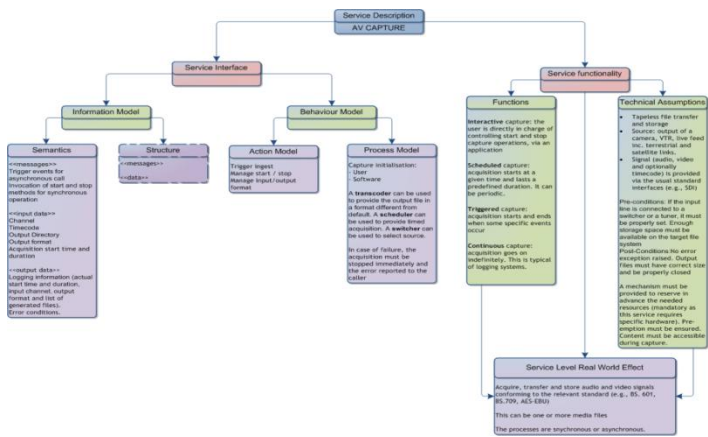 Service Description
AV CAPTURE
Service Interface
Service functionality
Information Model
Behaviour Model
Semantics
<<messages>>
Trigger events for
asynchronous call
Invocation of start and stop
methods for synchronous
operation
<<input data>>
Channel
Timecode
Output Directory
Output format
Acquisition start time and
duration
<<output data>>
Logging information (actual
start time and duration,
input channel, output
format and list of
generated files).
Error conditions.
Structure
<<messages>>
<<data>>
Action Model
Trigger ingest
Manage start / stop
Manage input/output
format
Process Model
Capture initialisation:
- User
- Software
A transcoder can be used
to provide the output file in
a format different from
default. A scheduler can
be used to provide timed
acquisition. A switcher can
be used to select source.
In case of failure, the
acquisition must be
stopped immediately and
the error reported to the
caller
Functions
Interactive capture: the
user is directly in charge of
controlling start and stop
capture operations, via an
application
Scheduled capture:
acquisition starts at a
given time and lasts a
predefined duration. It can
be periodic.
Triggered capture:
acquisition starts and ends
when some specific events
occur
Continuous capture:
acquisition goes on
indefinitely. This is typical
of logging systems.
Technical Assumptions
• Tapeless file transfer
and storage
• Source: output of a
camera, VTR, live feed
inc. terrestrial and
satellite links,
• Signal (audio, video
and optionally
timecode) is provided
via the usual standard
interfaces (e.g., SDI)
Pre-conditions: If the input
line is connected to a
switcher or a tuner, it must
be properly set. Enough
storage space must be
available on the target file
system
Post-Conditions:No error
exception raised. Output
files must have correct size
and be properly closed
A mechanism must be
provided to reserve in
advance the needed
resources (mandatory as
this service requires
specific hardware). Pre-
emption must be ensured.
Content must be accessible
during capture.
Service Level Real World Effect
Acquire, transfer and store audio and video signals
conforming to the relevant standard (e.g., BS. 601,
BS.709, AES-EBU)
This can be one or more media files
The processes are synchronous or asynchronous.